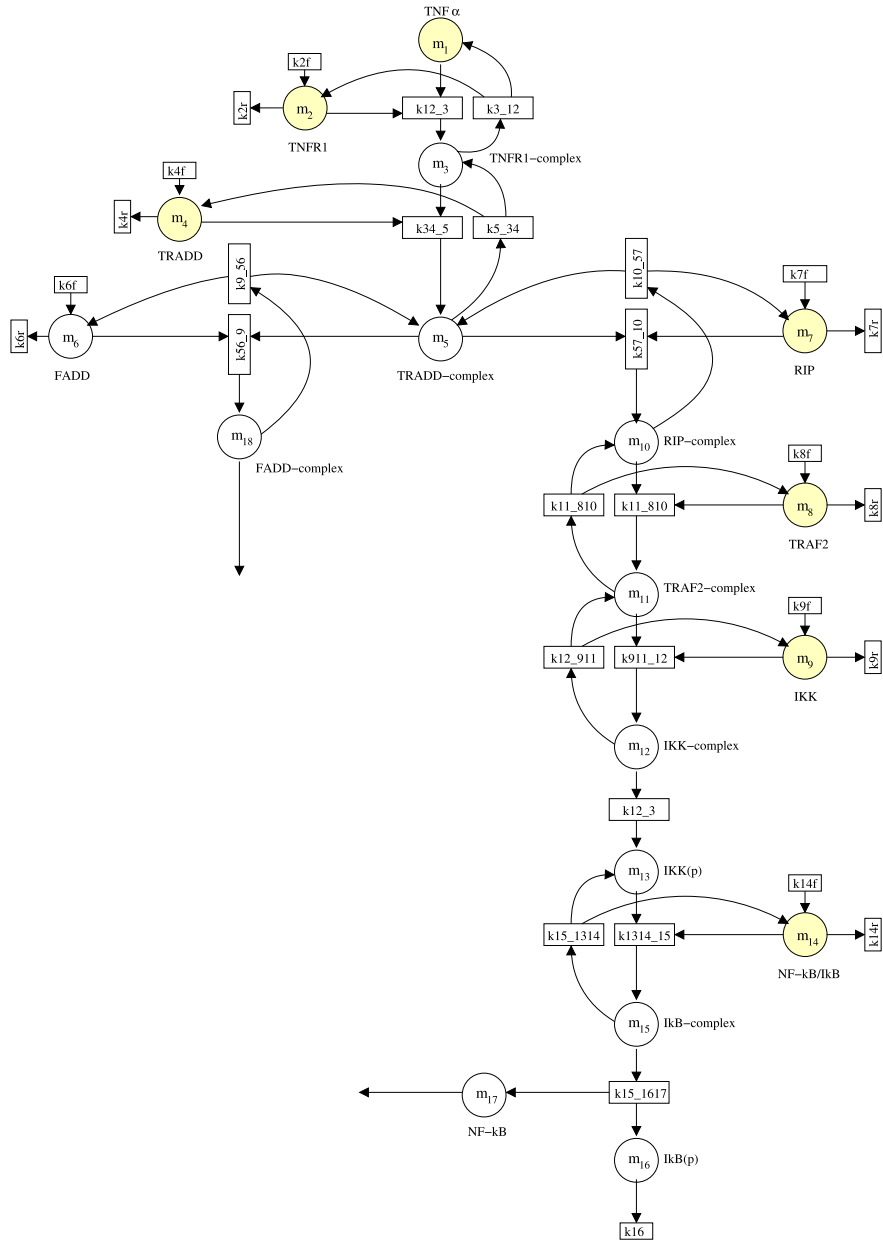 TNF α
m1
k2f
k2r
m2
k12_3
k3_12
TNFR1
m3
TNFR1−complex
k4f
k4r
m4
k34_5
k5_34
TRADD
k9_56
k10_57
k6f
k7f
k6r
m6
k56_9
m5
k57_10
m7
k7r
FADD
TRADD−complex
RIP
m18
m10
RIP−complex
FADD−complex
k8f
k11_810
k11_810
m8
k8r
TRAF2
m11
TRAF2−complex
k9f
k12_911
k911_12
m9
k9r
IKK
m12
IKK−complex
k12_3
m13
IKK(p)
k14f
k15_1314
k1314_15
m14
k14r
NF−kB/IkB
m15
IkB−complex
m17
k15_1617
NF−kB
m16
IkB(p)
k16